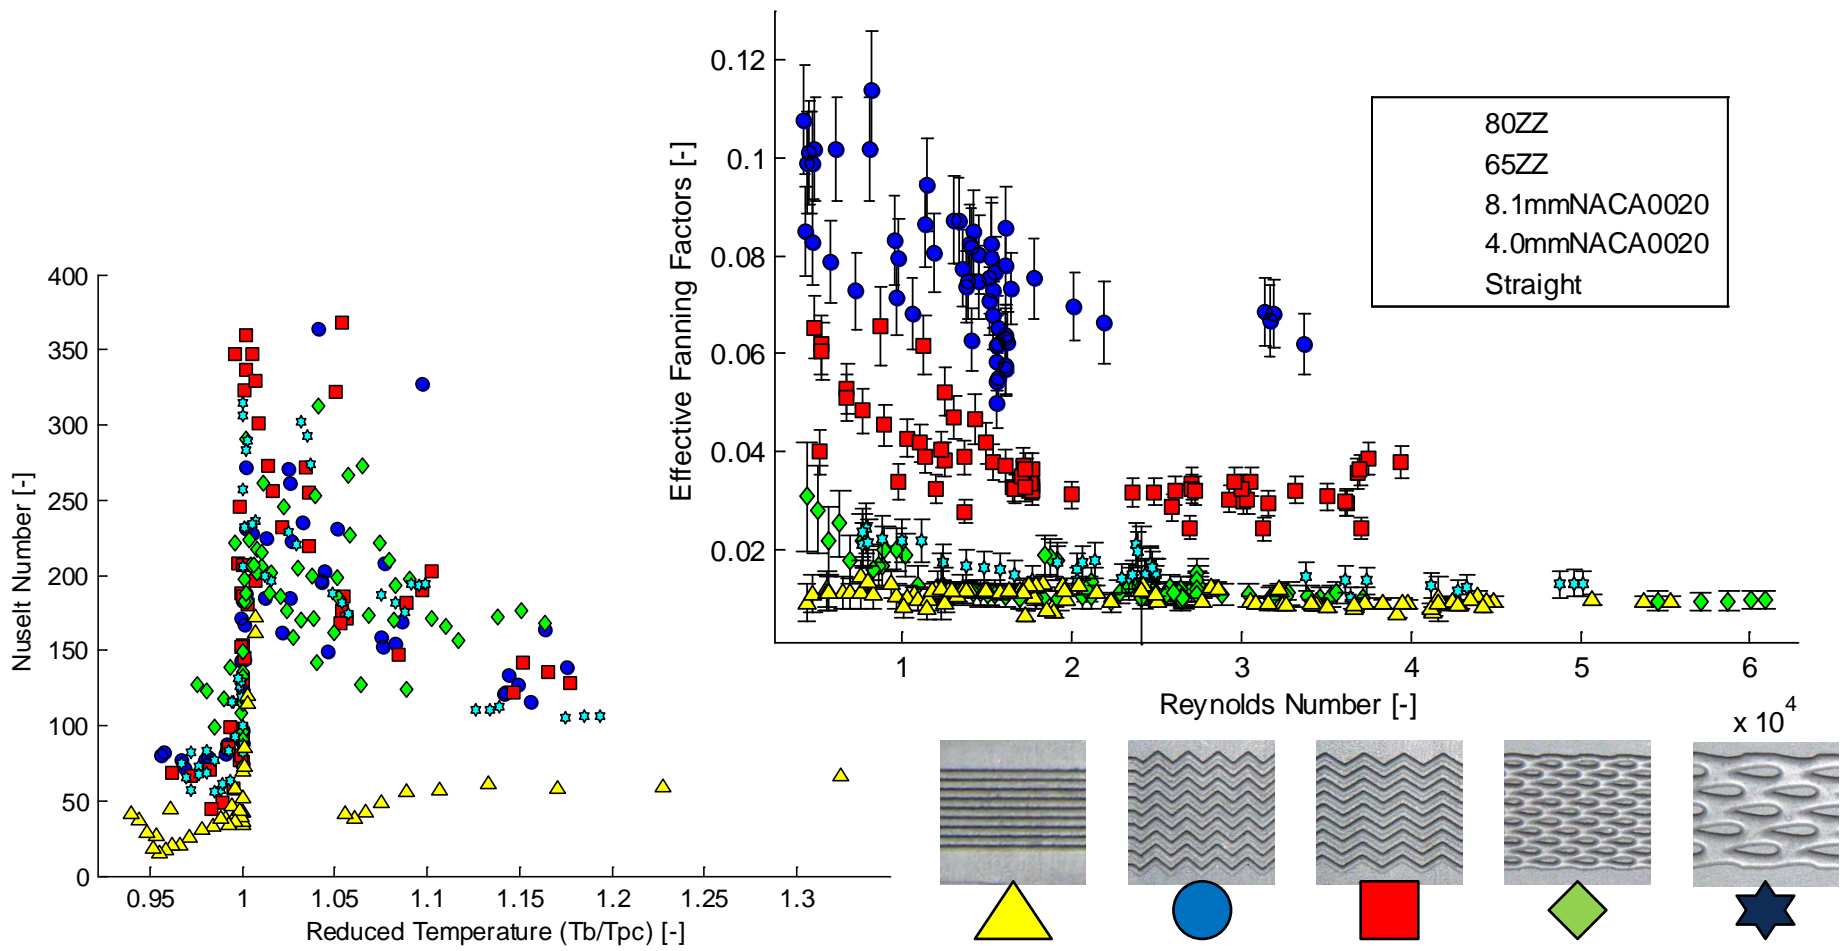 0.12
0.1
0.08
0.06
0.04
0.02
Effective Fanning Factors [-]
80ZZ
65ZZ
8.1mmNACA0020
4.0mmNACA0020
Straight
1
2
3
4
5
6
Reynolds Number [-]
x 10^4
400
350
300
250
200
150
100
50
0
Nuselt Number [-]
0.95
1
1.05
1.1
1.15
1.2
1.25
1.3
Reduced Temperature (Tb/Tpc) [-]